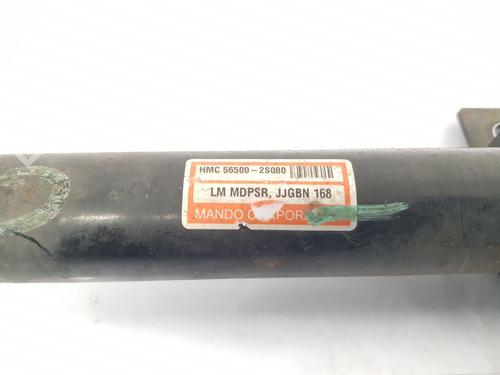 HMC 56500-2S080
LM MDPSR, JJGBN 168
MANDO